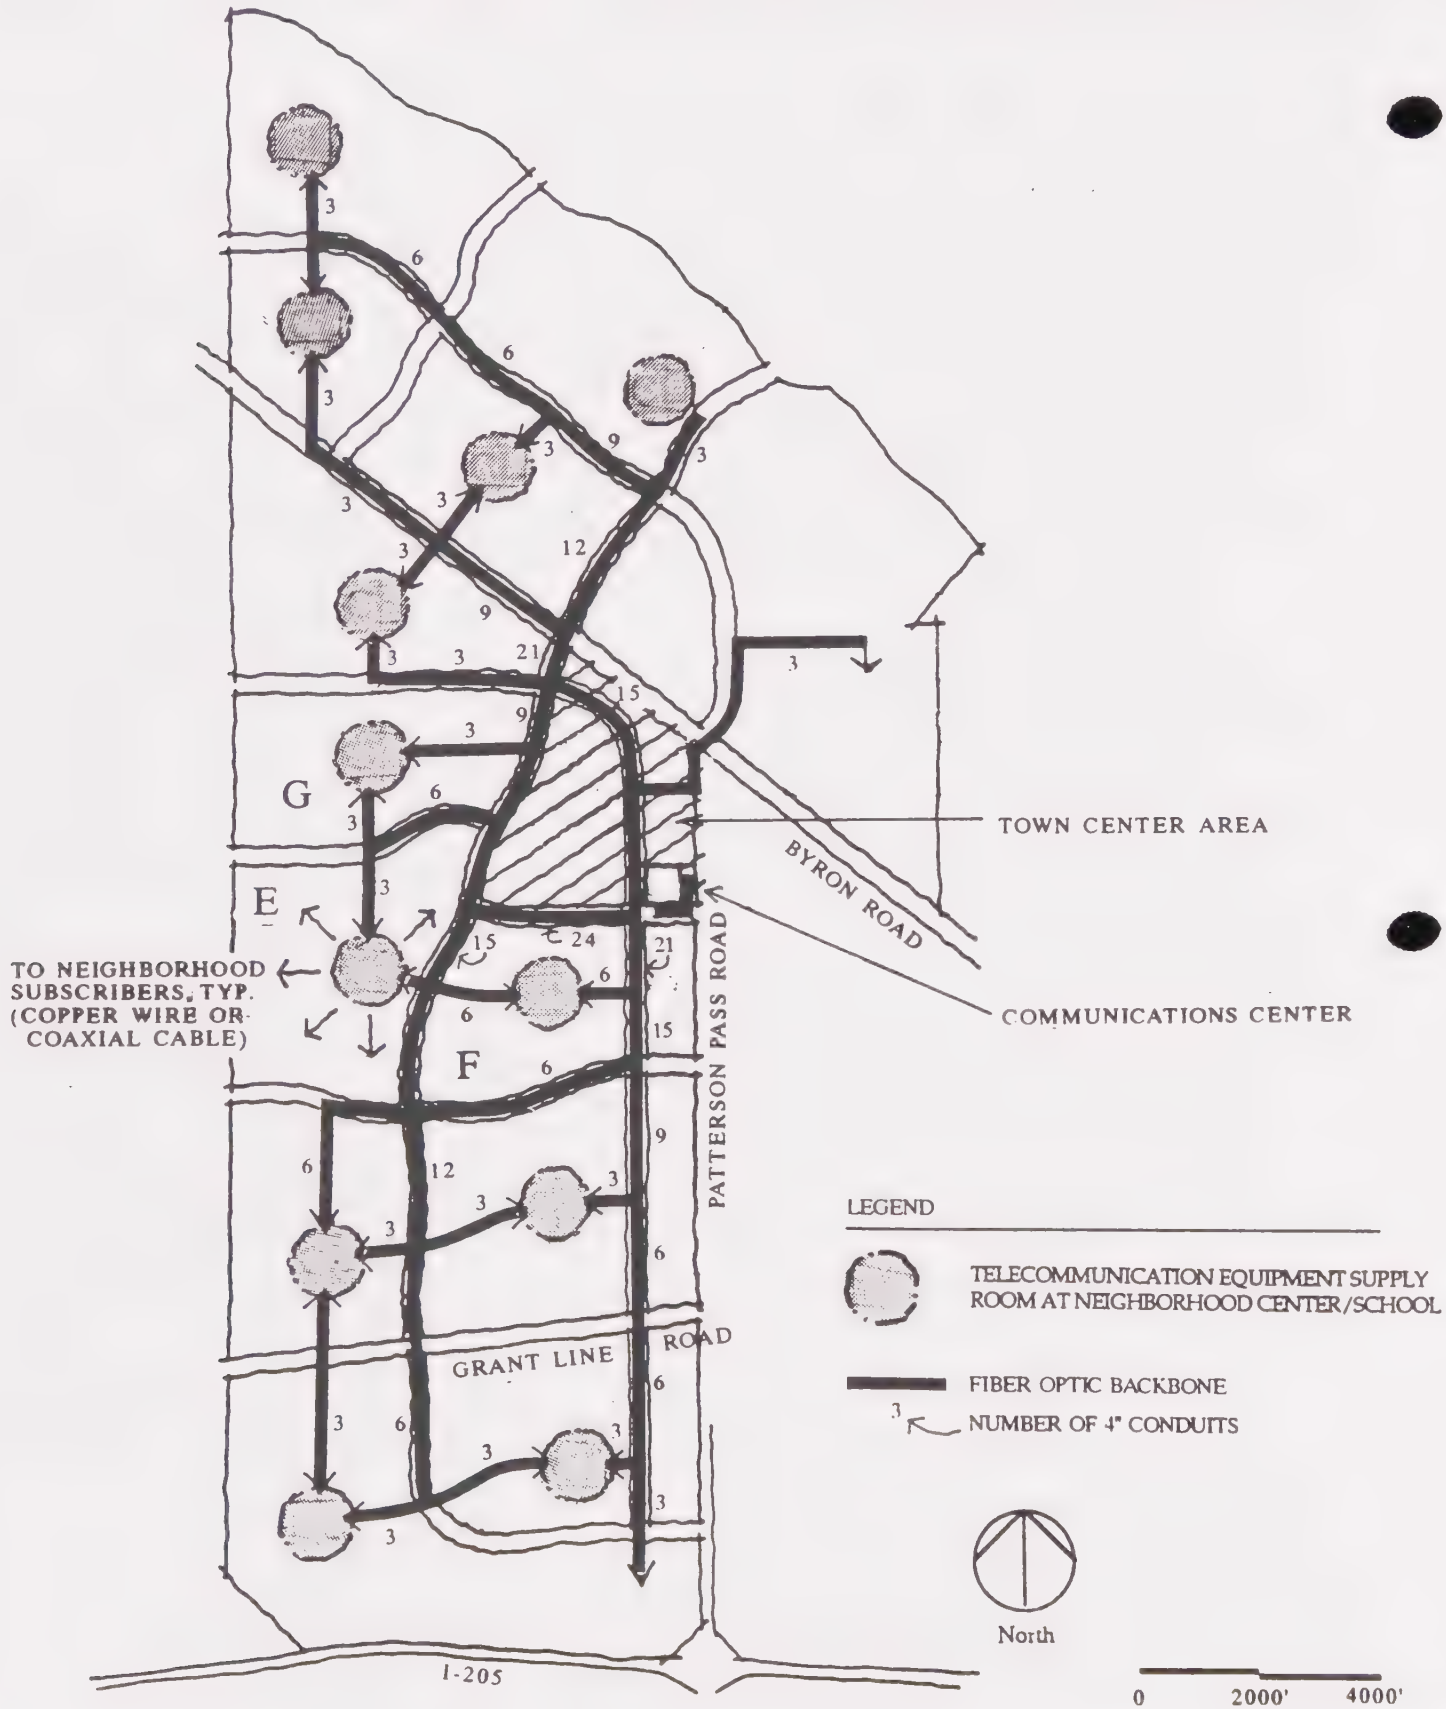 3
6
6
3
9
3
3
3
3
12
3
9
3
3
21
15
3
9
3
G
6
3
TOWN CENTER AREA
BYRON ROAD
3
E
15
24
21
TO NEIGHBORHOOD
SUBSCRIBERS, TYP.
(COPPER WIRE OR
COAXIAL CABLE)
6
6
15
COMMUNICATIONS CENTER
PATTERSON PASS ROAD
F
6
9
6
12
3
3
3
6
LEGEND
TELECOMMUNICATION EQUIPMENT SUPPLY
ROOM AT NEIGHBORHOOD CENTER/SCHOOL
GRANT LINE ROAD
6
FIBER OPTIC BACKBONE
3
NUMBER OF 4" CONDUITS
3
6
3
3
3
3
North
I-205
0 2000' 4000'